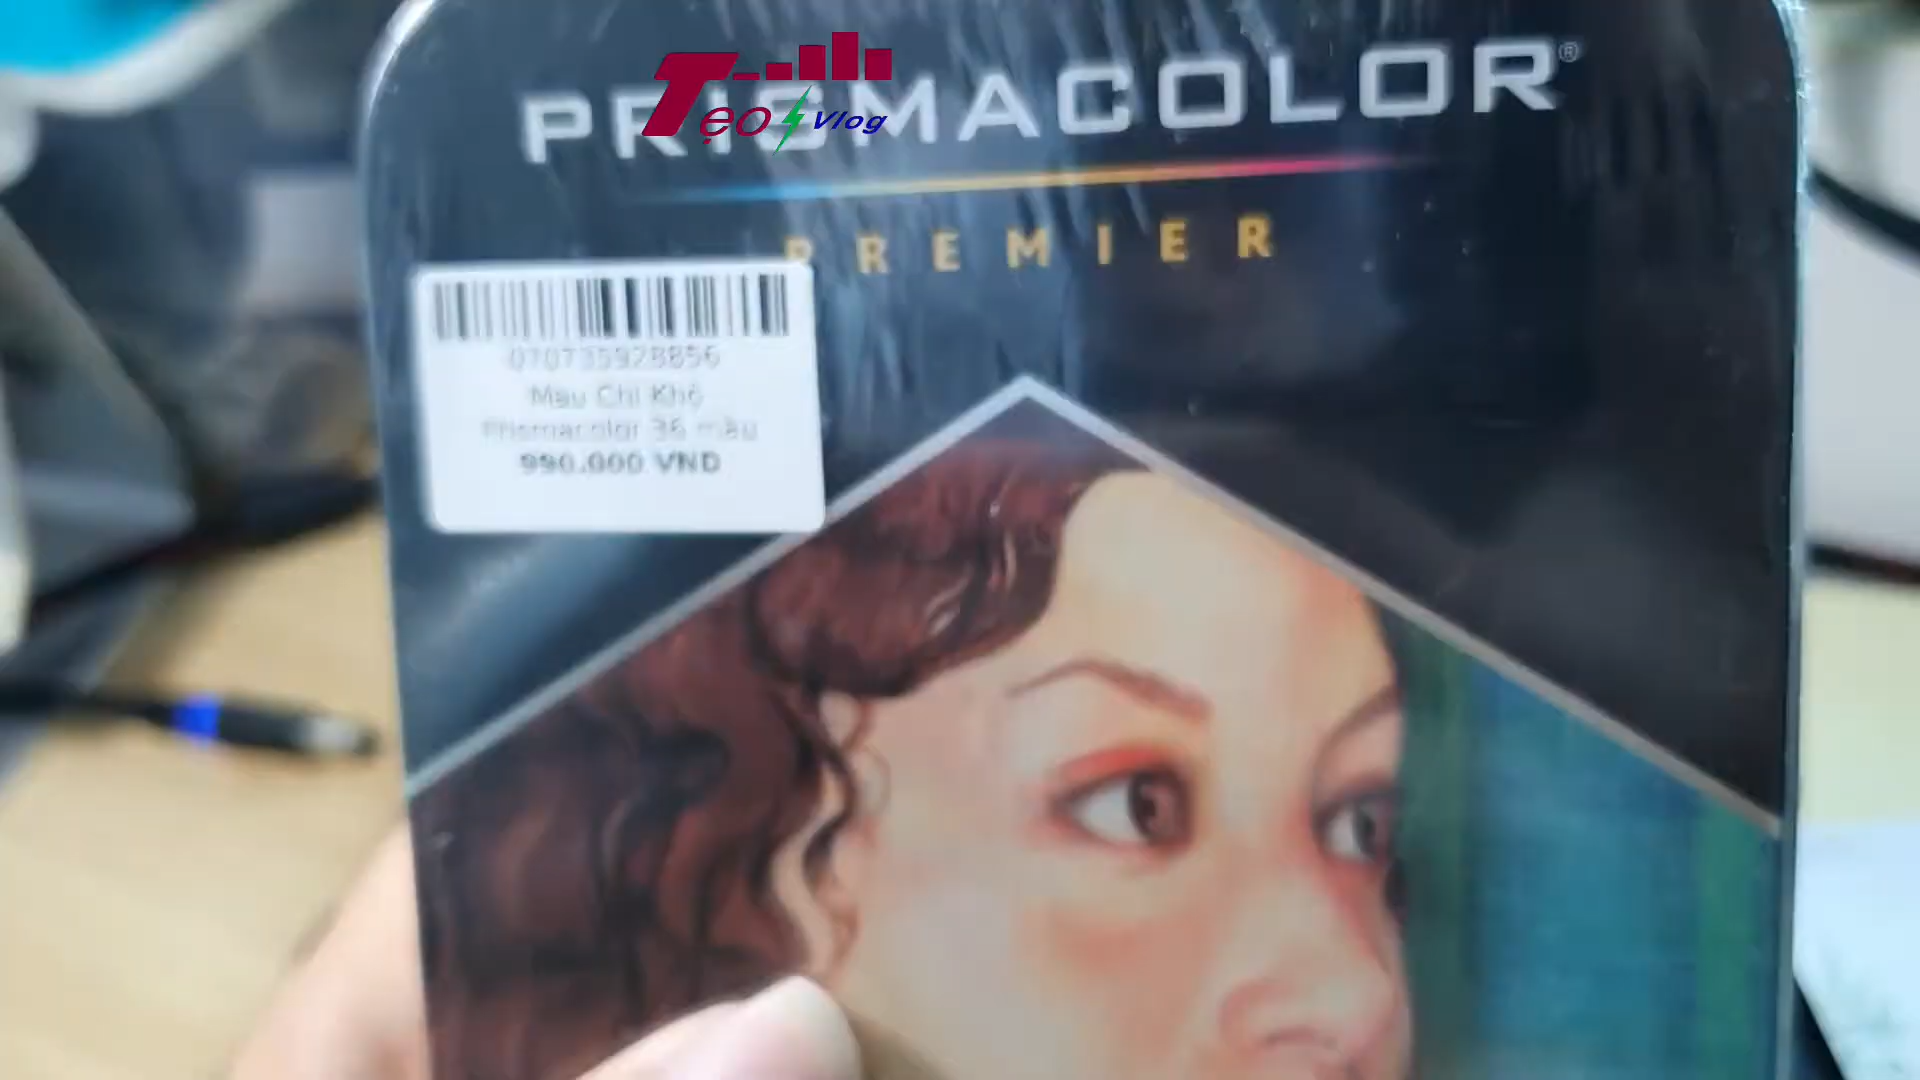 PRISMACOLOR®
Tẹo Vlog
PREMIER
070735928856
Màu Chì Khô
Prismacolor 36 màu
990.000 VND